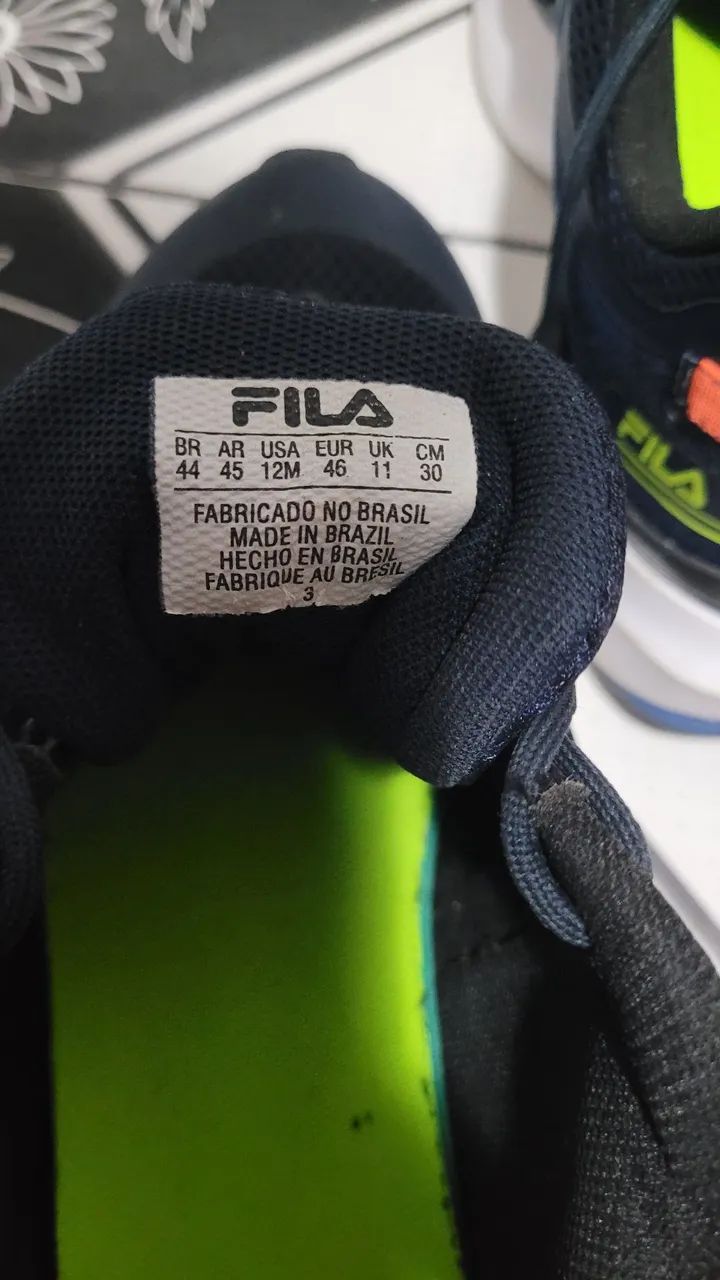 FILA
BR AR USA EUR UK CM
44 45 12M 46 11 30
FABRICADO NO BRASIL
MADE IN BRAZIL
HECHO EN BRASIL
FABRIQUE AU BRESIL
3
FILA